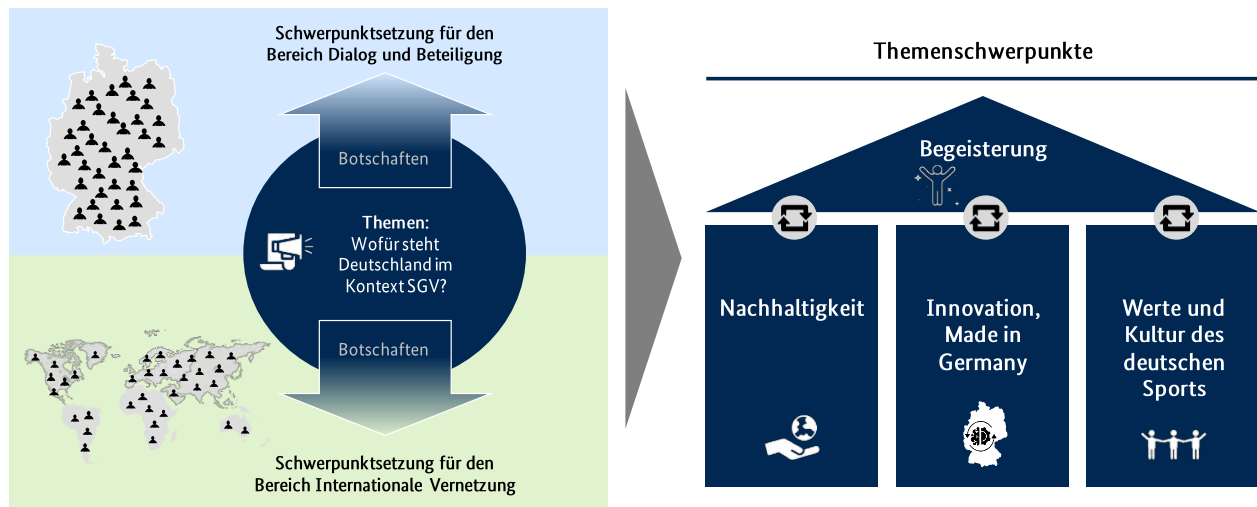 Schwerpunktsetzung für den
Bereich Dialog und Beteiligung
Botschaften
Themen:
Wofür steht
Deutschland im
Kontext SGV?
Botschaften
Schwerpunktsetzung für den
Bereich Internationale Vernetzung
Themenschwerpunkte
Begeisterung
Nachhaltigkeit
Innovation,
Made in
Germany
Werte und
Kultur des
deutschen
Sports